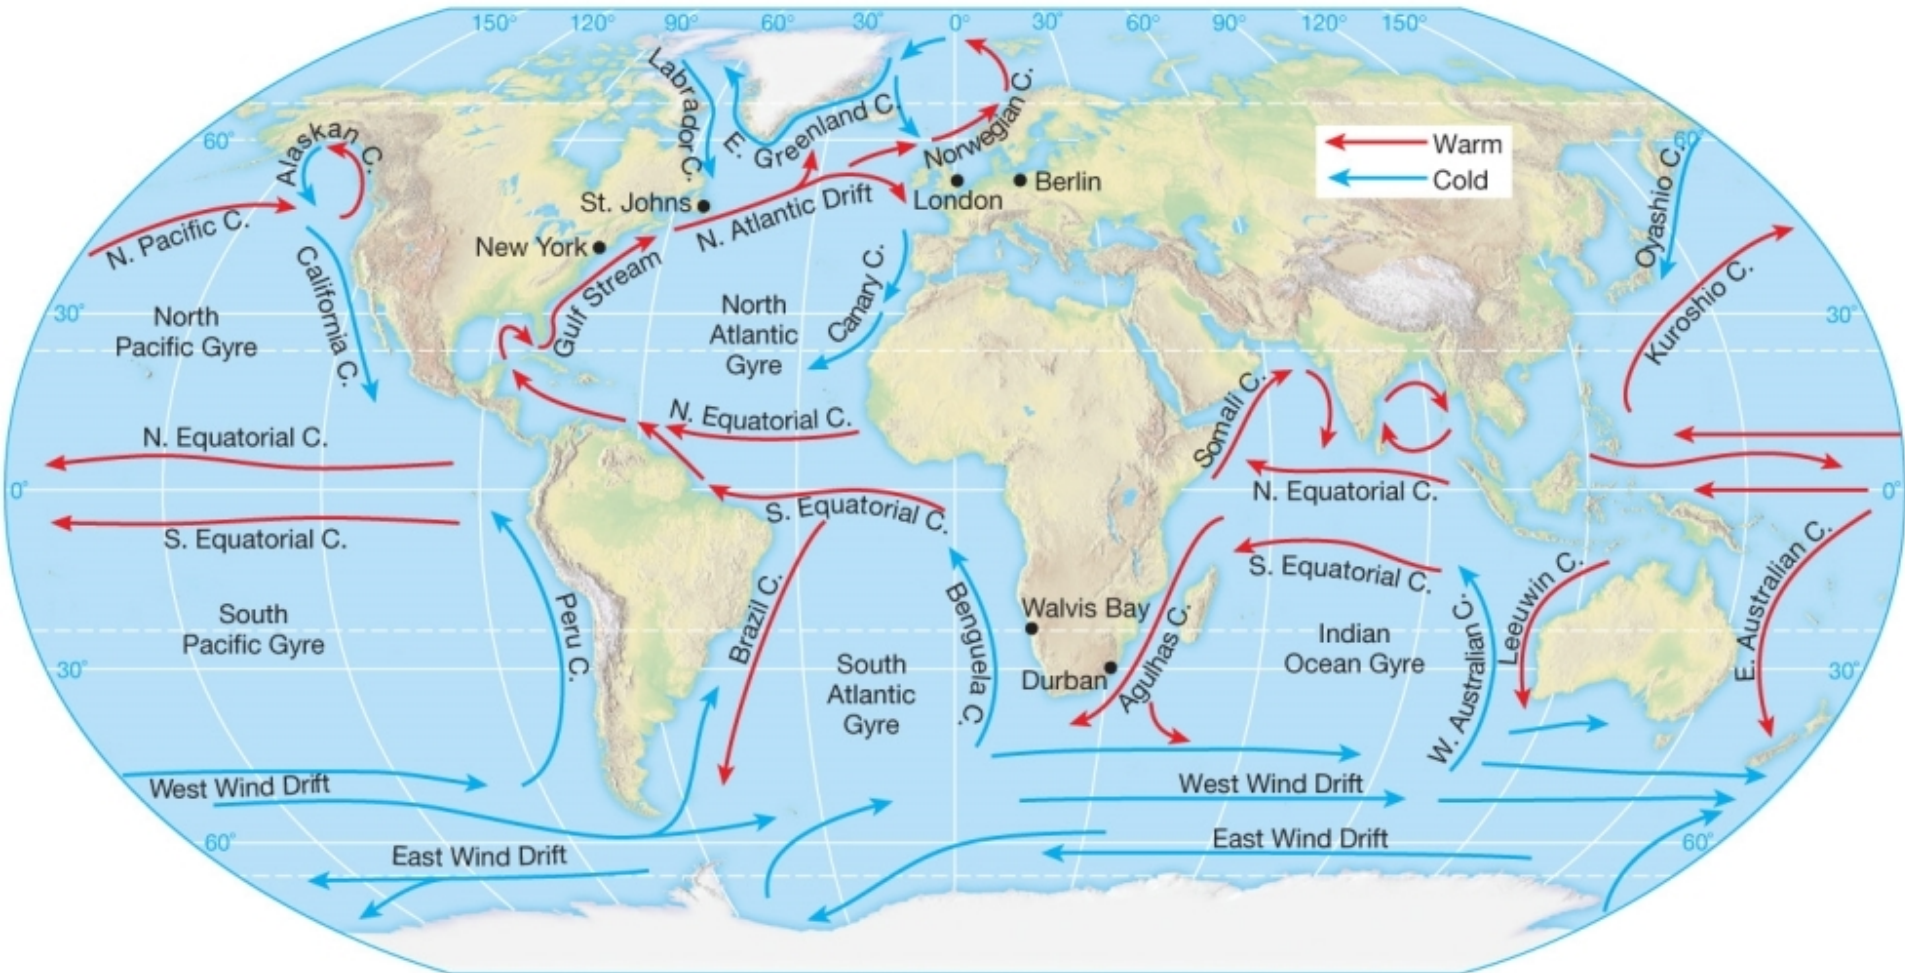 150°
120°
90°
60°
30°
0°
30°
60°
90°
120°
150°
Labrador C.
E. Greenland C.
Norwegian C.
60°
Alaskan C.
60°
Warm
Cold
Oyashio C.
London
Berlin
St. Johns
N. Atlantic Drift
N. Pacific C.
New York
Gulf Stream
California C.
Canary C.
Kuroshio C.
30°
North
Pacific Gyre
North
Atlantic
Gyre
30°
N. Equatorial C.
N. Equatorial C.
Somali C.
N. Equatorial C.
0°
0°
S. Equatorial C.
S. Equatorial C.
S. Equatorial C.
Leeuwin C.
E. Australian C.
South
Pacific Gyre
Peru C.
Brazil C.
Benguela C.
Walvis Bay
Durban
Agulhas C.
Indian
Ocean Gyre
W. Australian C.
South
Atlantic
Gyre
30°
30°
West Wind Drift
West Wind Drift
60°
60°
East Wind Drift
East Wind Drift